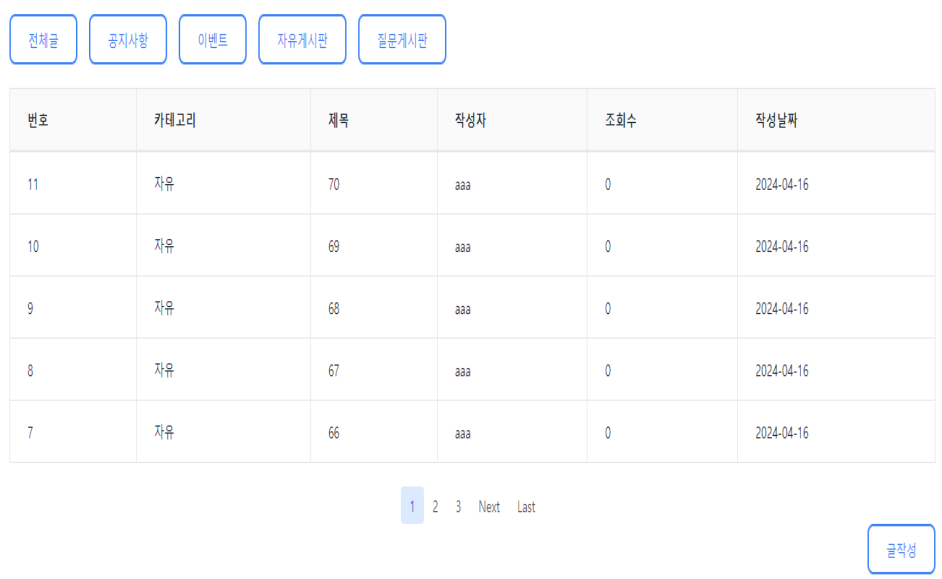 전체글 공지사항 이벤트 자유게시판 질문게시판
번호 카테고리 제목 작성자 조회수 작성날짜
11 자유 70 aaa 0 2024-04-16
10 자유 69 aaa 0 2024-04-16
9 자유 68 aaa 0 2024-04-16
8 자유 67 aaa 0 2024-04-16
7 자유 66 aaa 0 2024-04-16
1 2 3 Next Last
글작성